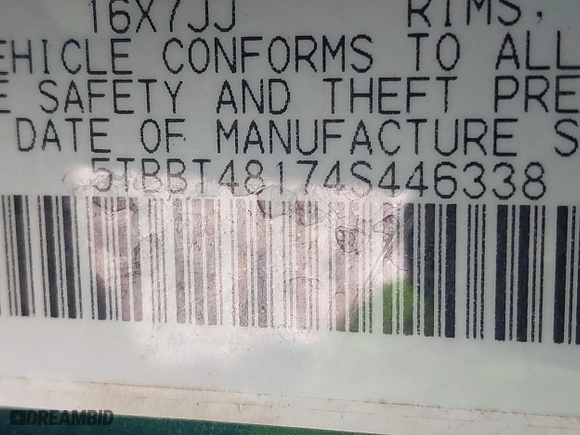 16X7JJ RIMS,
EHICLE CONFORMS TO ALL
E SAFETY AND THEFT PRE
DATE OF MANUFACTURE S
5TBBT48174S446338
DREAMBID